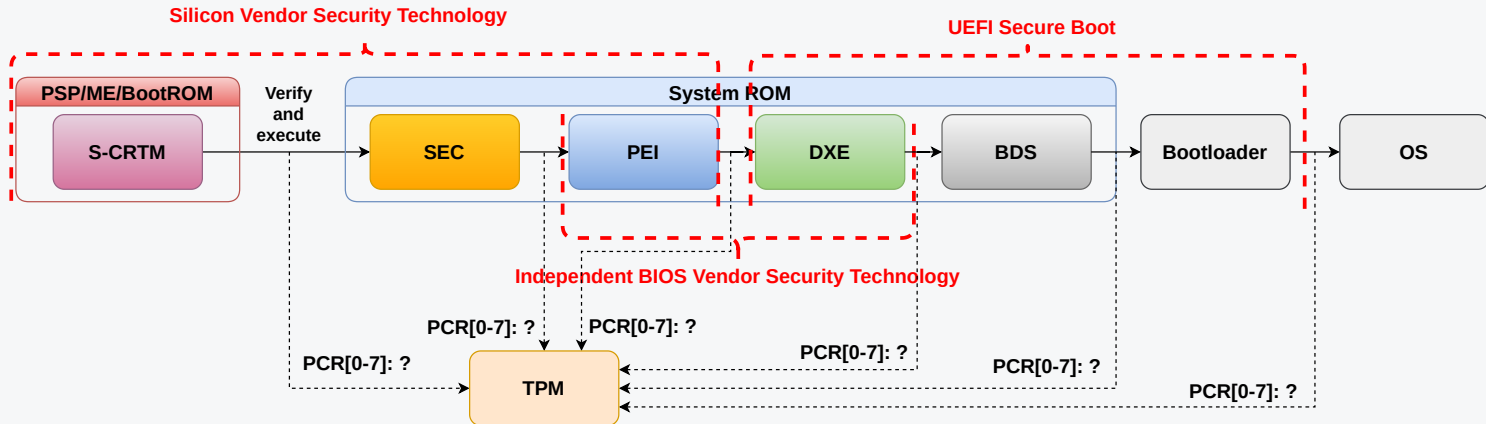 Silicon Vendor Security Technology
UEFI Secure Boot
PSP/ME/BootROM
Verify
and
execute
System ROM
S-CRTM
SEC
PEI
DXE
BDS
Bootloader
OS
Independent BIOS Vendor Security Technology
PCR[0-7]: ?
PCR[0-7]: ?
PCR[0-7]: ?
PCR[0-7]: ?
PCR[0-7]: ?
PCR[0-7]: ?
TPM